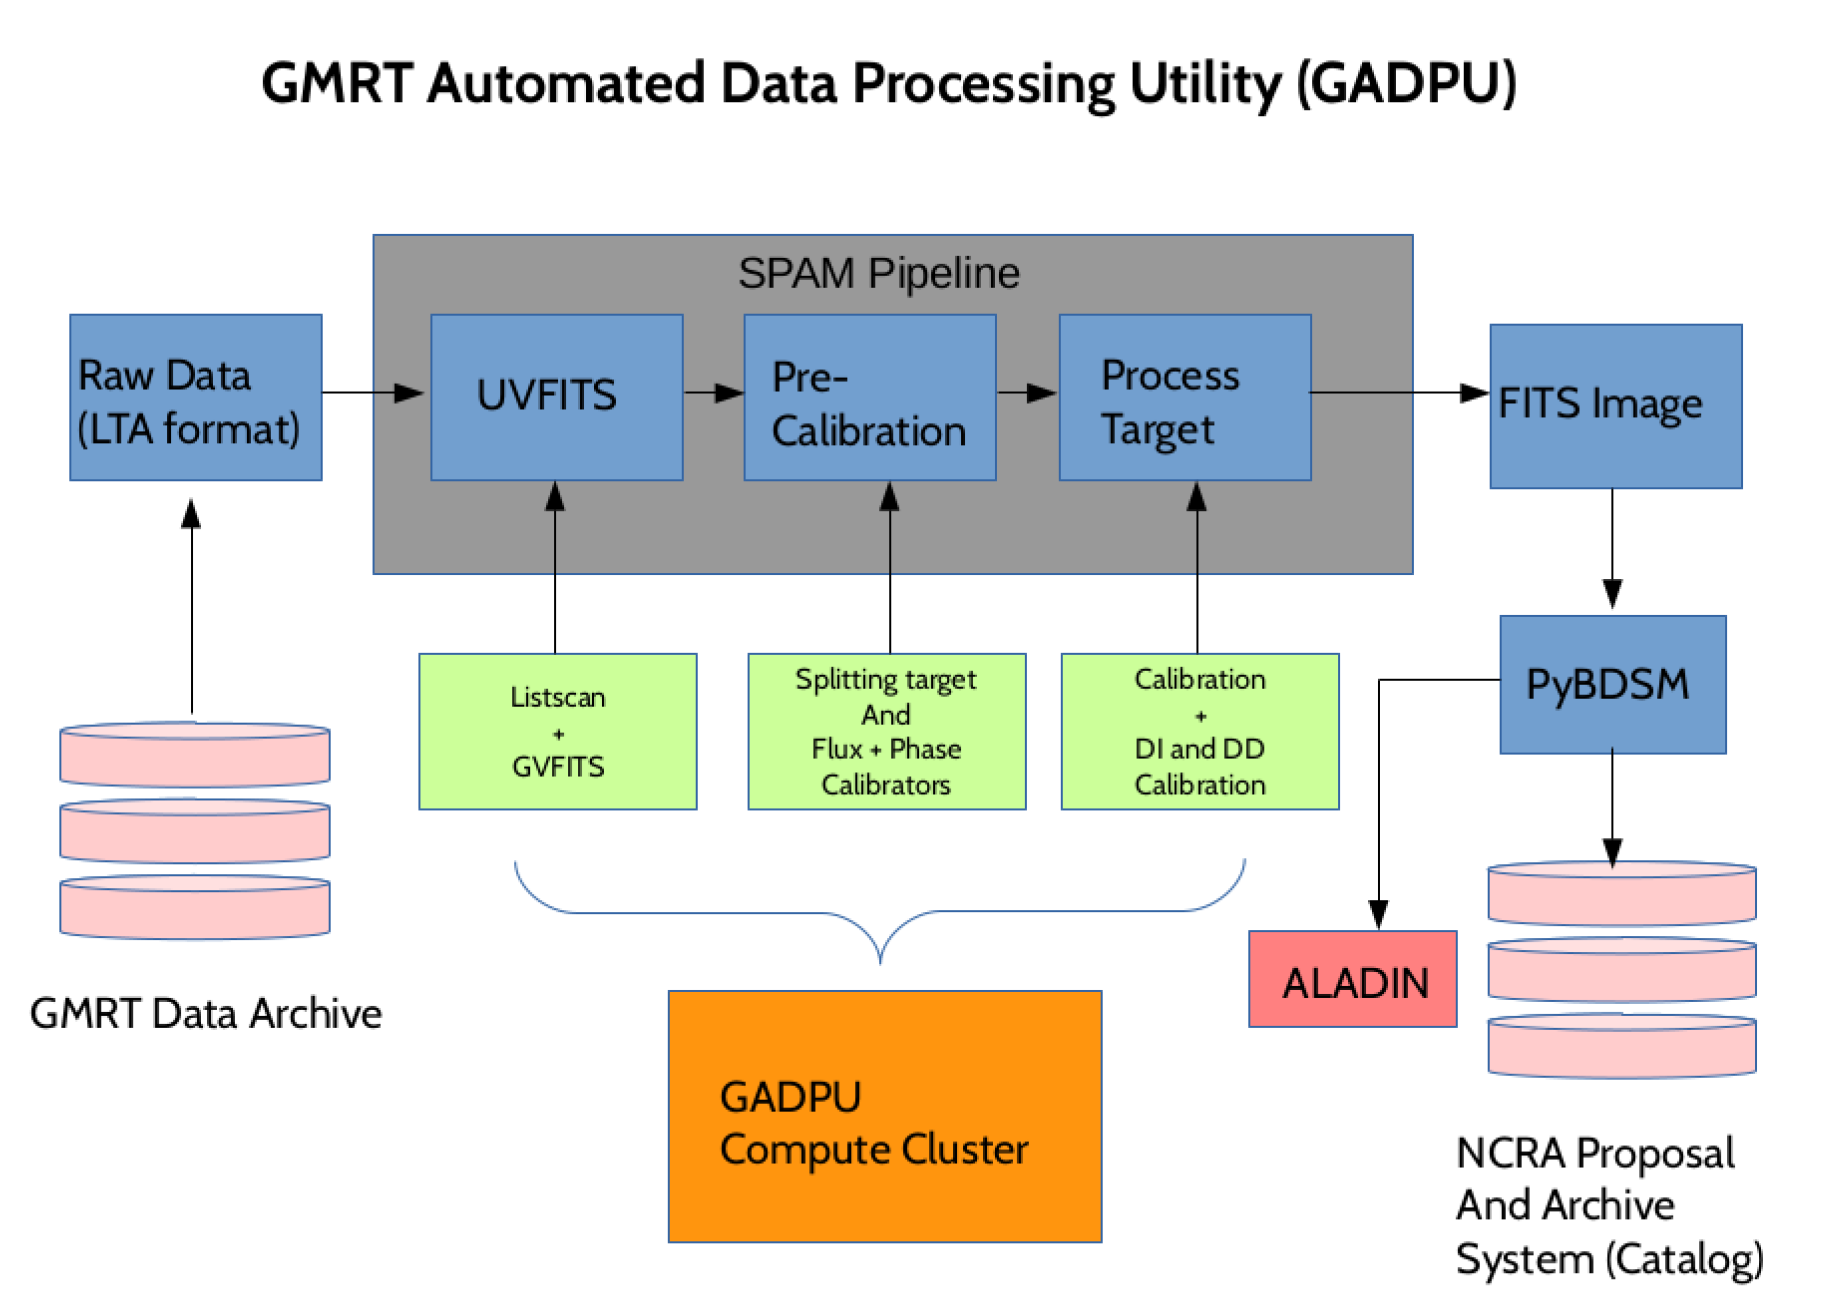 GMRT Automated Data Processing Utility (GADPU)
SPAM Pipeline
Raw Data
(LTA format)
UVFITS
Pre-
Calibration
Process
Target
FITS Image
Listscan
+
GVFITS
Splitting target
And
Flux + Phase
Calibrators
Calibration
+
DI and DD
Calibration
PyBDSM
GMRT Data Archive
ALADIN
GADPU
Compute Cluster
NCRA Proposal
And Archive
System (Catalog)